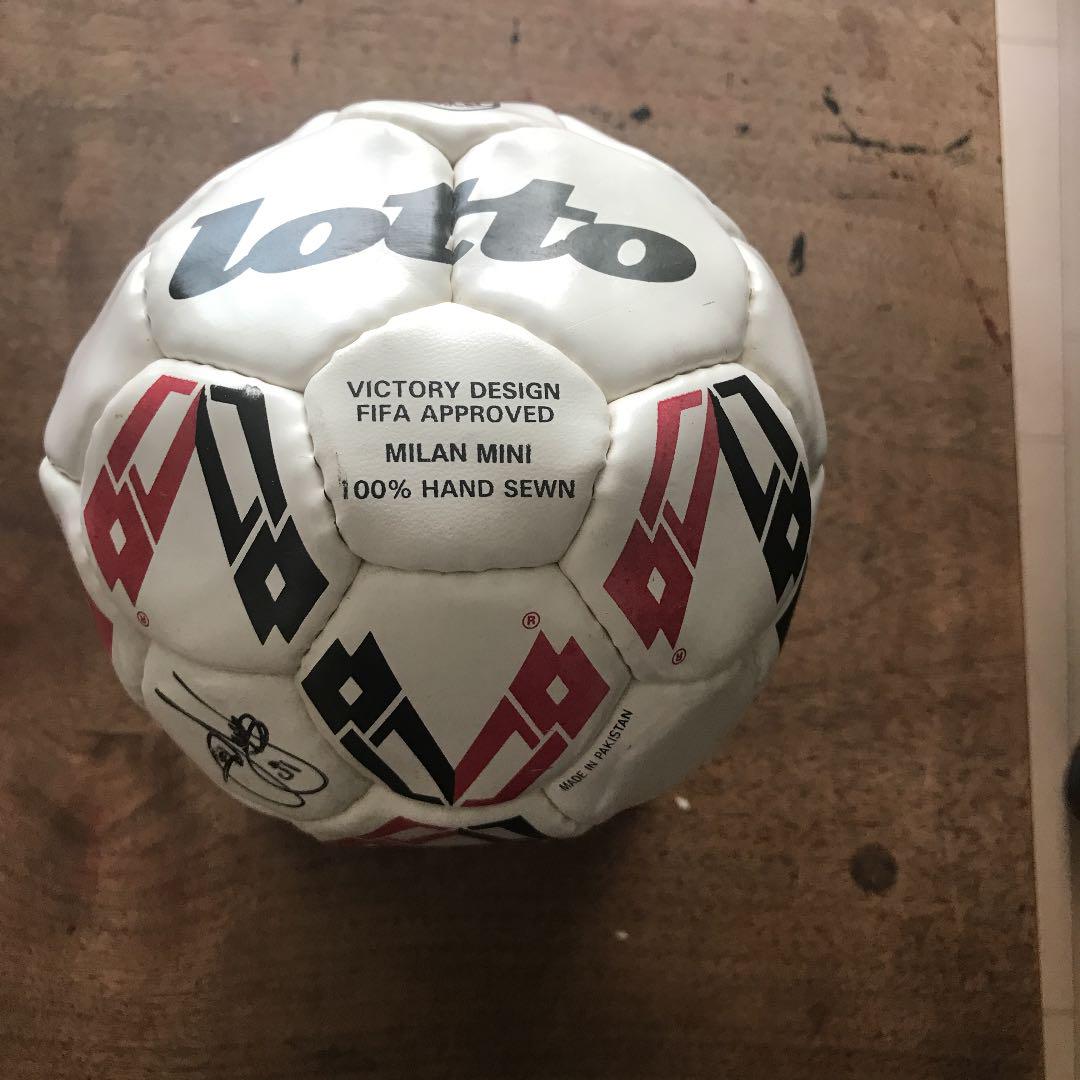 lotto
VICTORY DESIGN
FIFA APPROVED
MILAN MINI
100% HAND SEWN
®
®
®
MADE IN PAKISTAN